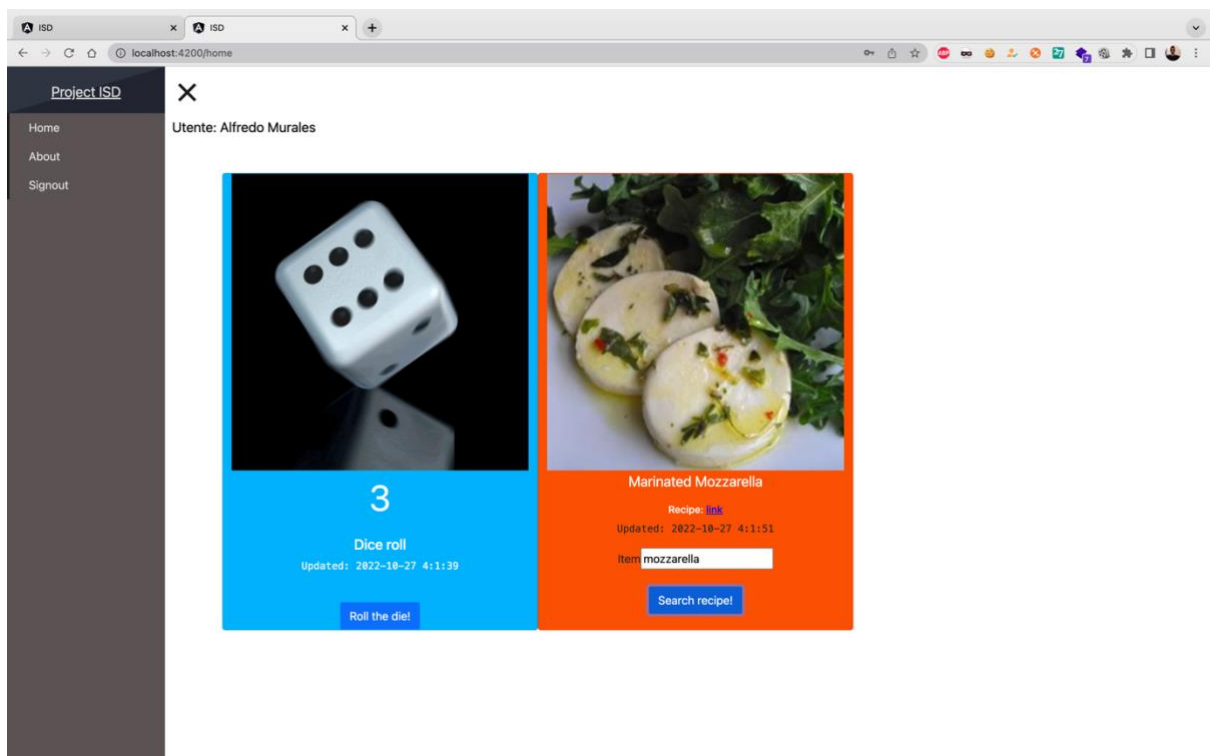 ISD
ISD
localhost:4200/home
Project ISD
Home
About
Signout
Utente: Alfredo Murales
3
Dice roll
Updated: 2022-10-27 4:1:39
Roll the die!
Marinated Mozzarella
Recipe: link
Updated: 2022-10-27 4:1:51
Item mozzarella
Search recipe!